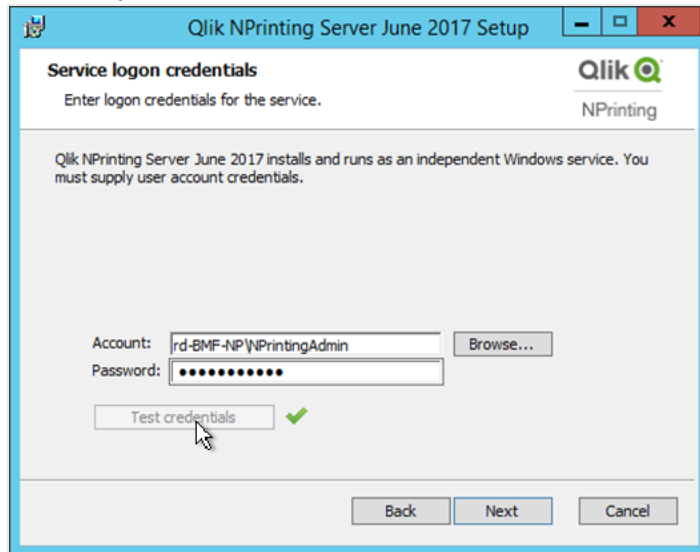 Qlik NPrinting Server June 2017 Setup
Service logon credentials
Enter logon credentials for the service.
Qlik
NPrinting
Qlik NPrinting Server June 2017 installs and runs as an independent Windows service. You
must supply user account credentials.
Account: rd-BMF-NP\NPrintingAdmin Browse...
Password: ●●●●●●●●●●●
Test credentials
Back Next Cancel